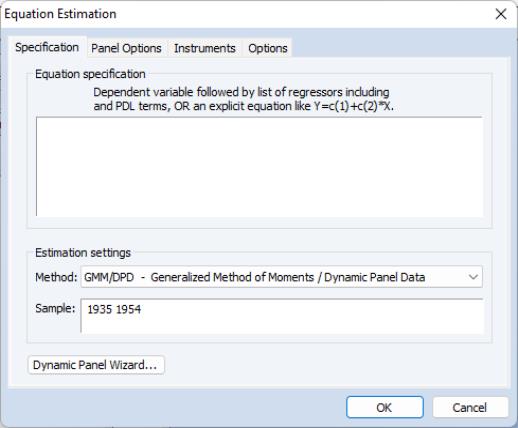 Equation Estimation
Specification Panel Options Instruments Options
Equation specification
Dependent variable followed by list of regressors including
and PDL terms, OR an explicit equation like Y=c(1)+c(2)*X.
Estimation settings
Method: GMM/DPD - Generalized Method of Moments / Dynamic Panel Data
Sample: 1935 1954
Dynamic Panel Wizard...
OK Cancel